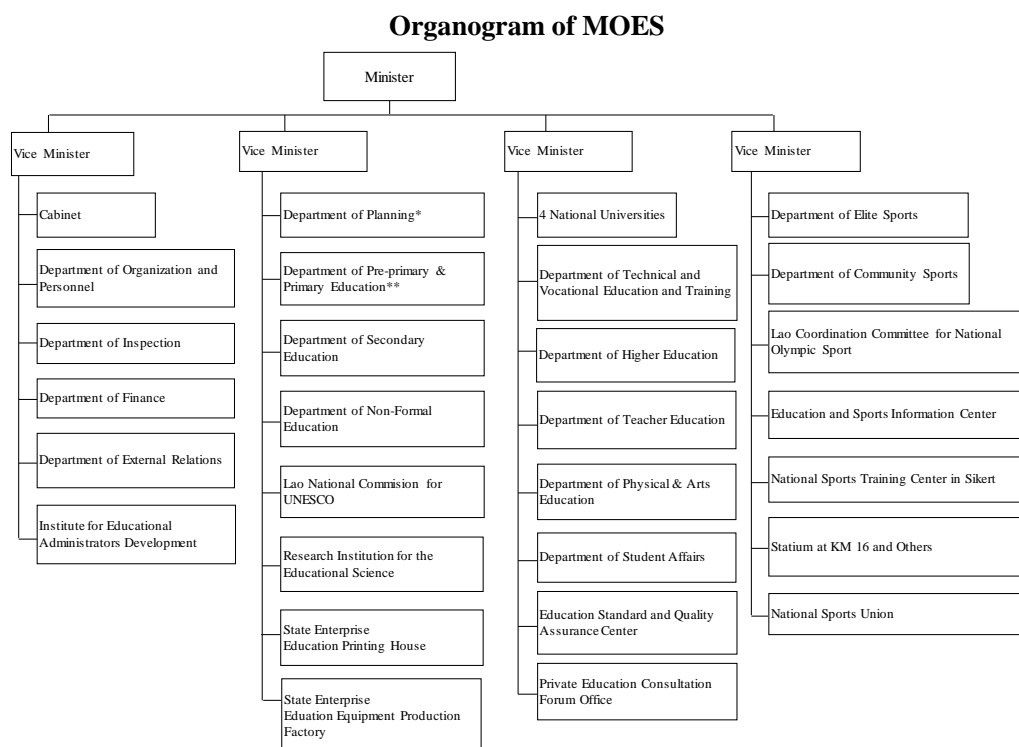 Organogram of MOES
Minister
Vice Minister
Vice Minister
Vice Minister
Vice Minister
Cabinet
Department of Organization and
Personnel
Department of Inspection
Department of Finance
Department of External Relations
Institute for Educational
Administrators Development
Department of Planning*
Department of Pre-primary &
Primary Education**
Department of Secondary
Education
Department of Non-Formal
Education
Lao National Commision for
UNESCO
Research Institution for the
Educational Science
State Enterprise
Education Printing House
State Enterprise
Eduation Equipment Production
Factory
4 National Universities
Department of Technical and
Vocational Education and Training
Department of Higher Education
Department of Teacher Education
Department of Physical & Arts
Education
Department of Student Affairs
Education Standard and Quality
Assurance Center
Private Education Consultation
Forum Office
Department of Elite Sports
Department of Community Sports
Lao Coordination Committee for National
Olympic Sport
Education and Sports Information Center
National Sports Training Center in Sikert
Statium at KM 16 and Others
National Sports Union